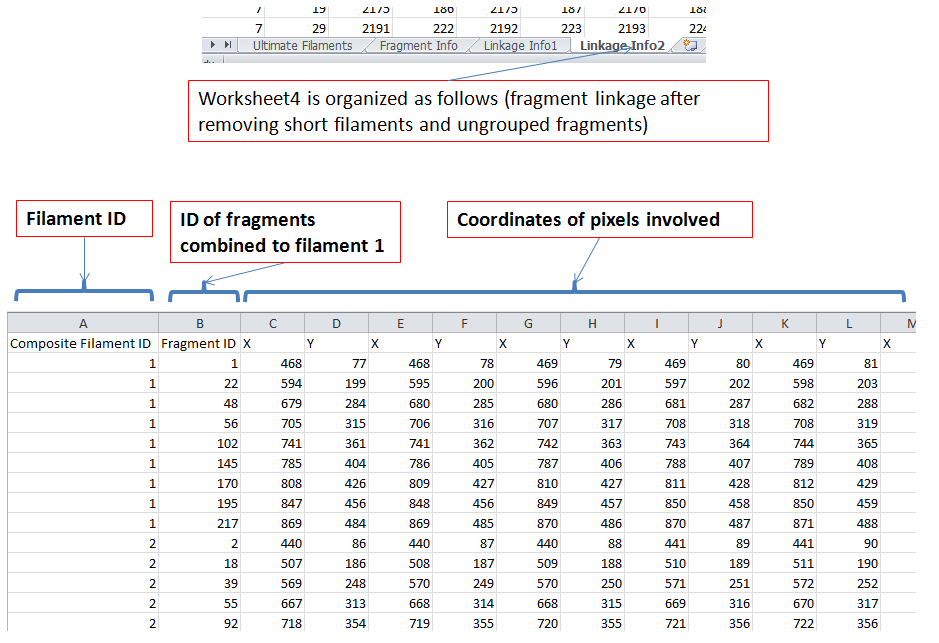 7 19 2175 186 2175 187 2176 188
7 29 2191 222 2192 223 2193 224
Ultimate Filaments Fragment Info Linkage Info1 Linkage Info2
Worksheet4 is organized as follows (fragment linkage after
removing short filaments and ungrouped fragments)
Filament ID
ID of fragments
combined to filament 1
Coordinates of pixels involved
A B C D E F G H I J K L M
Composite Filament ID Fragment ID X Y X Y X Y X Y X Y X
1 1 468 77 468 78 469 79 469 80 469 81
1 22 594 199 595 200 596 201 597 202 598 203
1 48 679 284 680 285 680 286 681 287 682 288
1 56 705 315 706 316 707 317 708 318 708 319
1 102 741 361 741 362 742 363 743 364 744 365
1 145 785 404 786 405 787 406 788 407 789 408
1 170 808 426 809 427 810 427 811 428 812 429
1 195 847 456 848 456 849 457 850 458 850 459
1 217 869 484 869 485 870 486 870 487 871 488
2 2 440 86 440 87 440 88 441 89 441 90
2 18 507 186 508 187 509 188 510 189 511 190
2 39 569 248 570 249 570 250 571 251 572 252
2 55 667 313 668 314 668 315 669 316 670 317
2 92 718 354 719 355 720 355 721 356 722 356